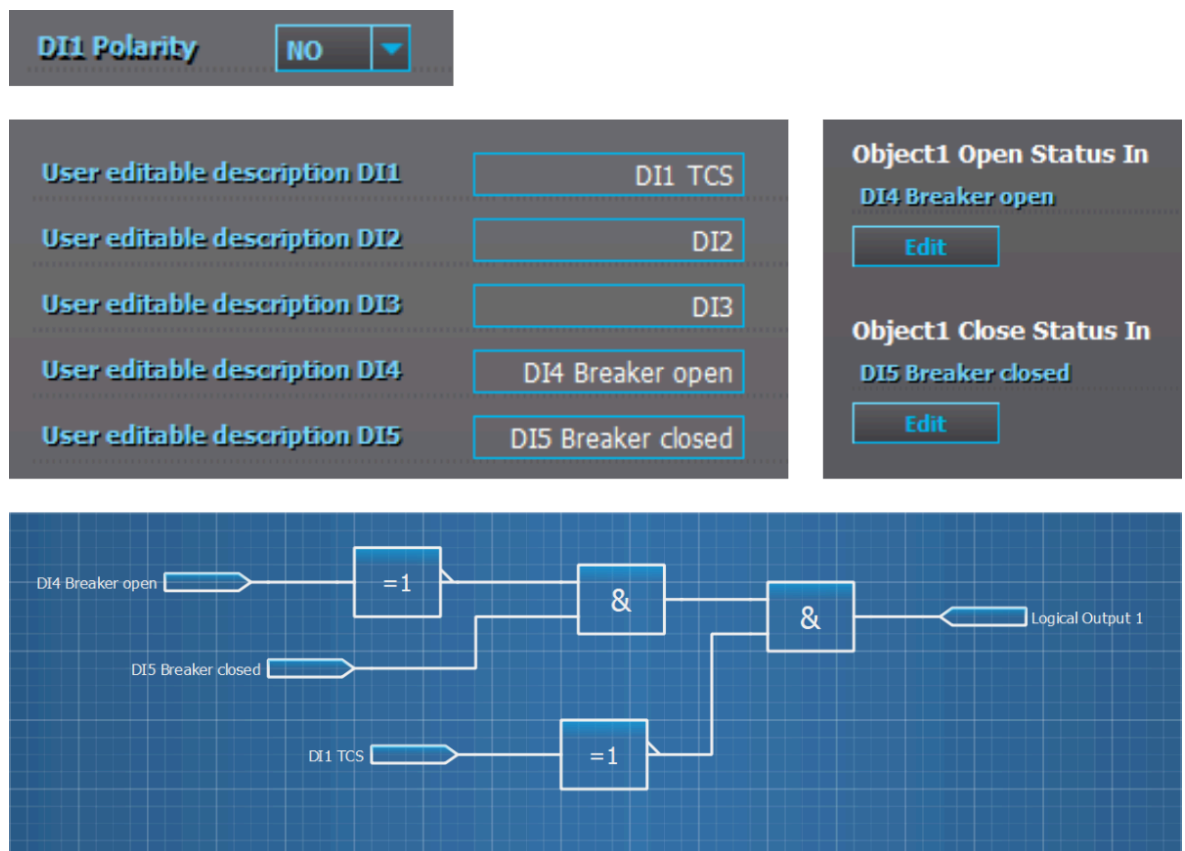 DI1 Polarity NO
User editable description DI1 DI1 TCS
User editable description DI2 DI2
User editable description DI3 DI3
User editable description DI4 DI4 Breaker open
User editable description DI5 DI5 Breaker closed
Object1 Open Status In
DI4 Breaker open
Edit
Object1 Close Status In
DI5 Breaker closed
Edit
DI4 Breaker open
=1
&
&
Logical Output 1
DI5 Breaker closed
DI1 TCS
=1